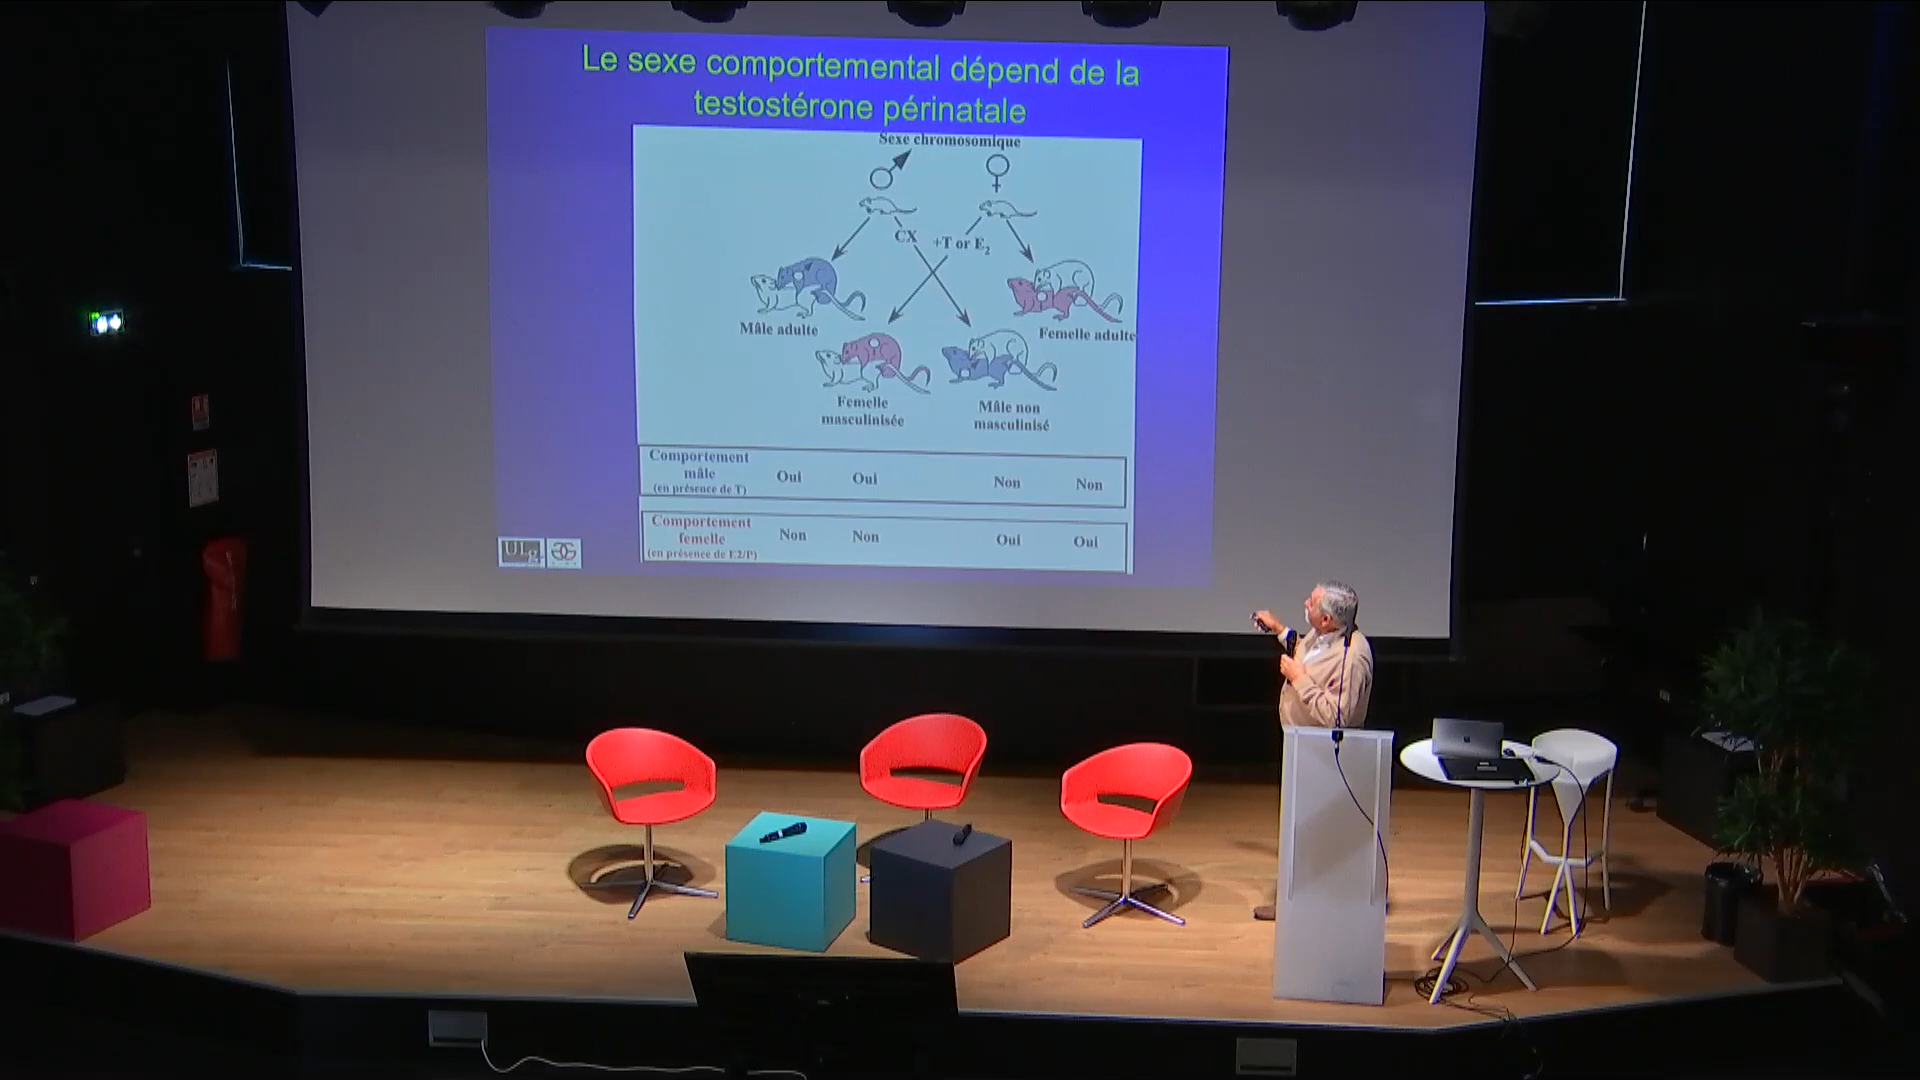 Le sexe comportemental dépend de la
testostérone périnatale
Sexe chromosomique
CX
+T or E2
Mâle adulte
Femelle adulte
Femelle
masculinisée
Mâle non
masculinisé
Comportement
mâle
(en présence de T)
Oui Oui Non Non
Comportement
femelle
(en présence de E2/P)
Non Non Oui Oui
ULg